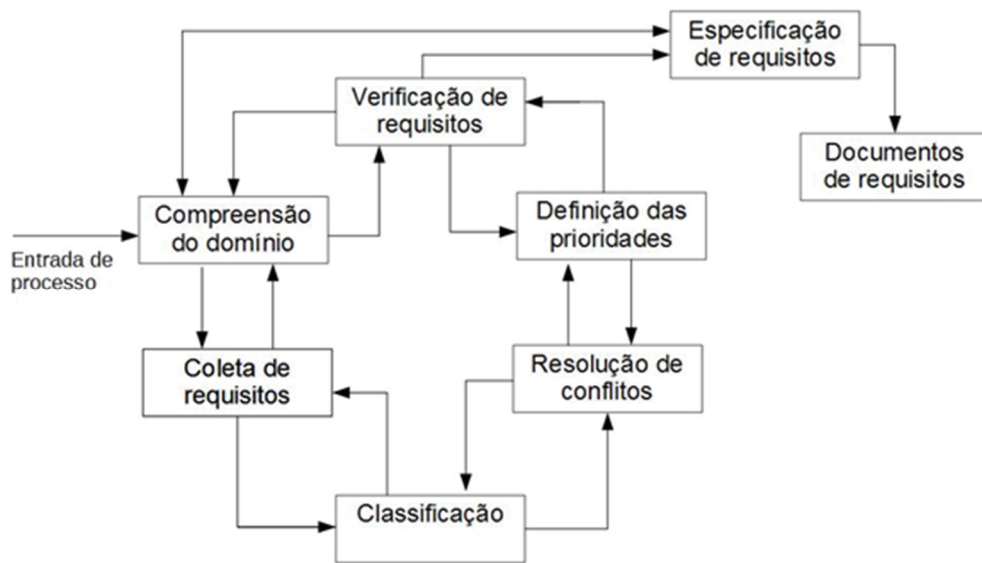 Especificação
de requisitos
Verificação de
requisitos
Documentos
de requisitos
Compreensão
do domínio
Definição das
prioridades
Entrada de
processo
Coleta de
requisitos
Resolução de
conflitos
Classificação